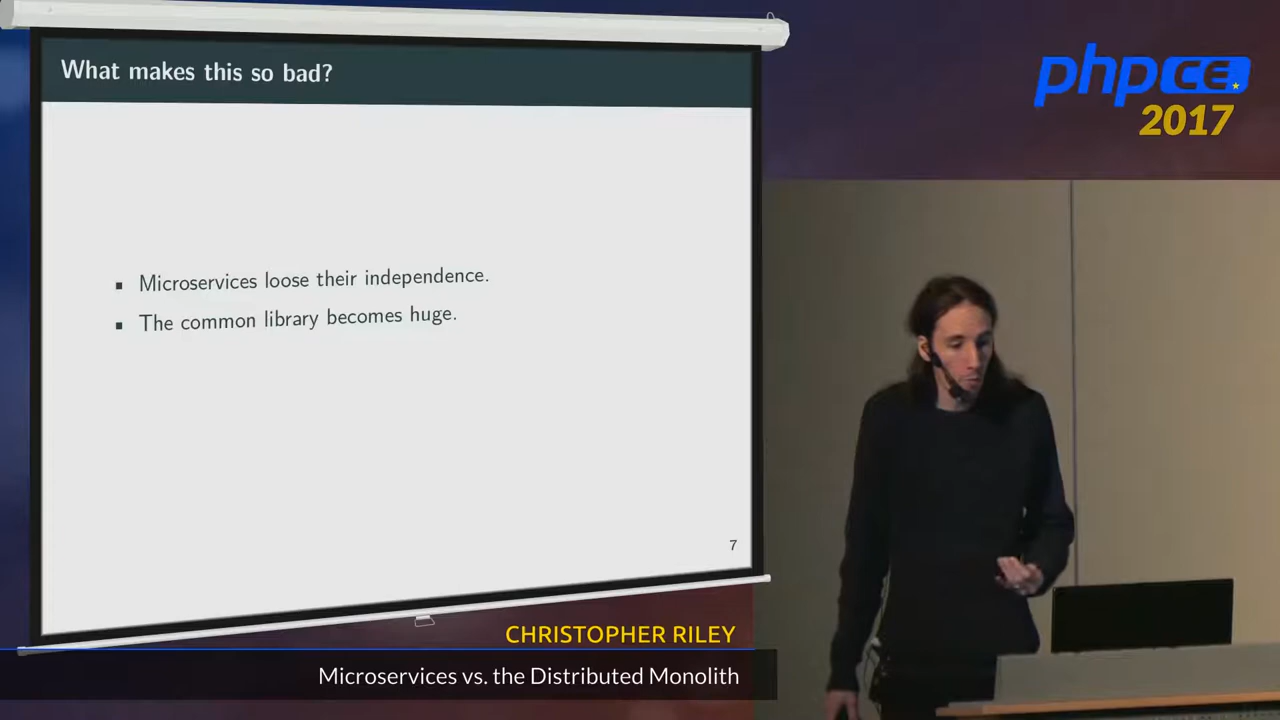 What makes this so bad?
Microservices loose their independence.
The common library becomes huge.
7
phpCE
2017
CHRISTOPHER RILEY
Microservices vs. the Distributed Monolith